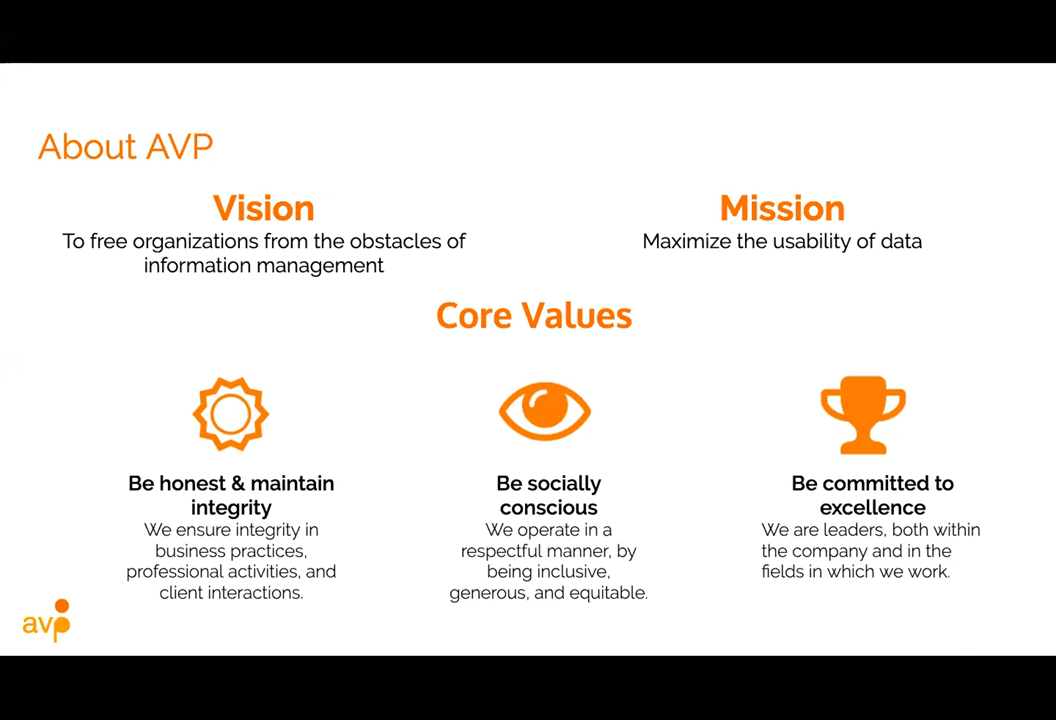 About AVP
Vision
To free organizations from the obstacles of
information management
Mission
Maximize the usability of data
Core Values
Be honest & maintain
integrity
We ensure integrity in
business practices,
professional activities, and
client interactions.
Be socially
conscious
We operate in a
respectful manner, by
being inclusive,
generous, and equitable.
Be committed to
excellence
We are leaders, both within
the company and in the
fields in which we work.
avp